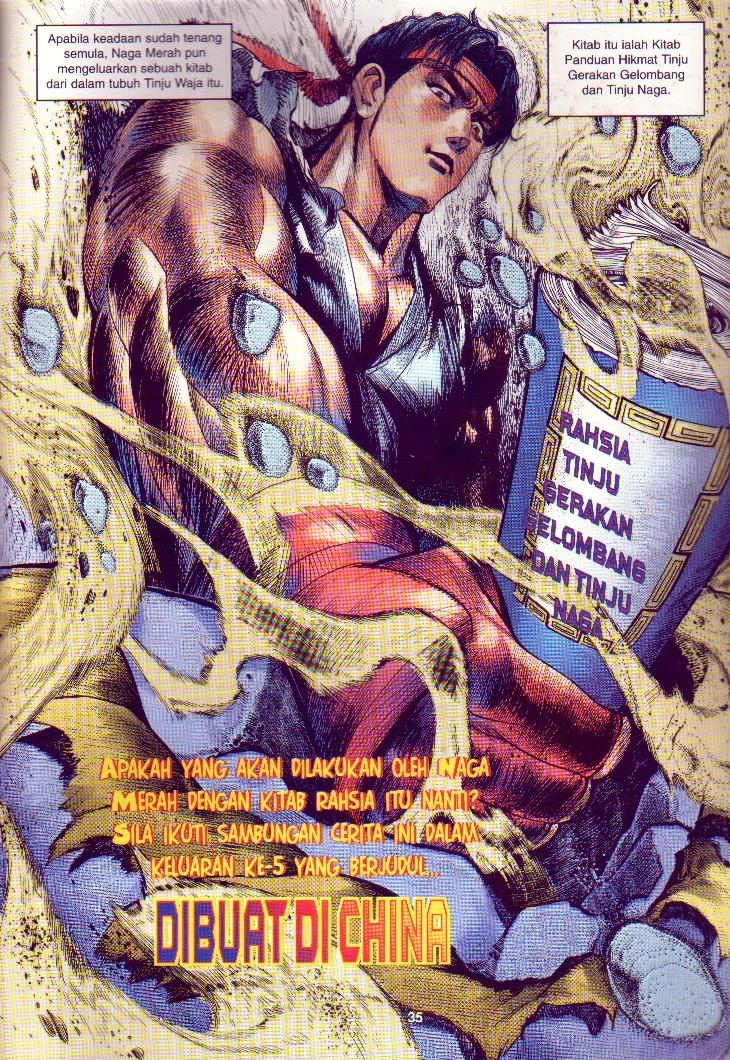 Apabila keadaan sudah tenang
semula, Naga Merah pun
mengeluarkan sebuah kitab
dari dalam tubuh Tinju Waja itu.
Kitab itu ialah Kitab
Panduan Hikmat Tinju
Gerakan Gelombang
dan Tinju Naga.
RAHSIA
TINJU
GERAKAN
GELOMBANG
DAN TINJU
NAGA
APAKAH YANG AKAN DILAKUKAN OLEH NAGA
MERAH DENGAN KITAB RAHSIA ITU NANTI?
SILA IKUTI SAMBUNGAN CERITA INI DALAM
KELUARAN KE-5 YANG BERJUDUL...
DIBUAT DI CHINA
35